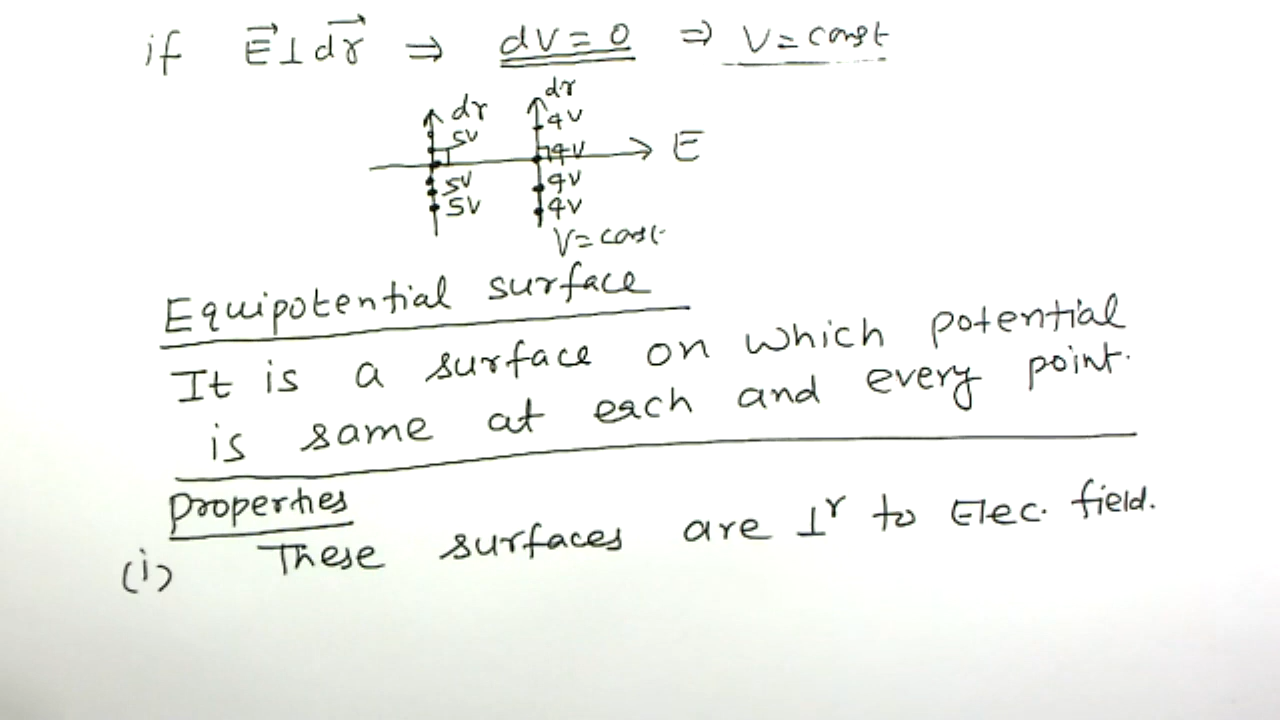 if E⃗ ⊥ dr⃗ ⇒ dV = 0 ⇒ V = const
dr dr
5V 4V
4V E
5V 4V
5V 4V
V = const
Equipotential surface
It is a surface on which potential
is same at each and every point.
Properties
(i) These surfaces are ⊥r to Elec. field.